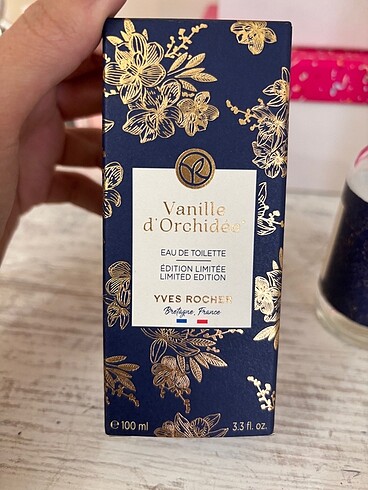 Vanille
d'Orchidée
EAU DE TOILETTE
ÉDITION LIMITÉE
LIMITED EDITION
YVES ROCHER
Bretagne, France
e 100 ml 3.3 fl. oz.